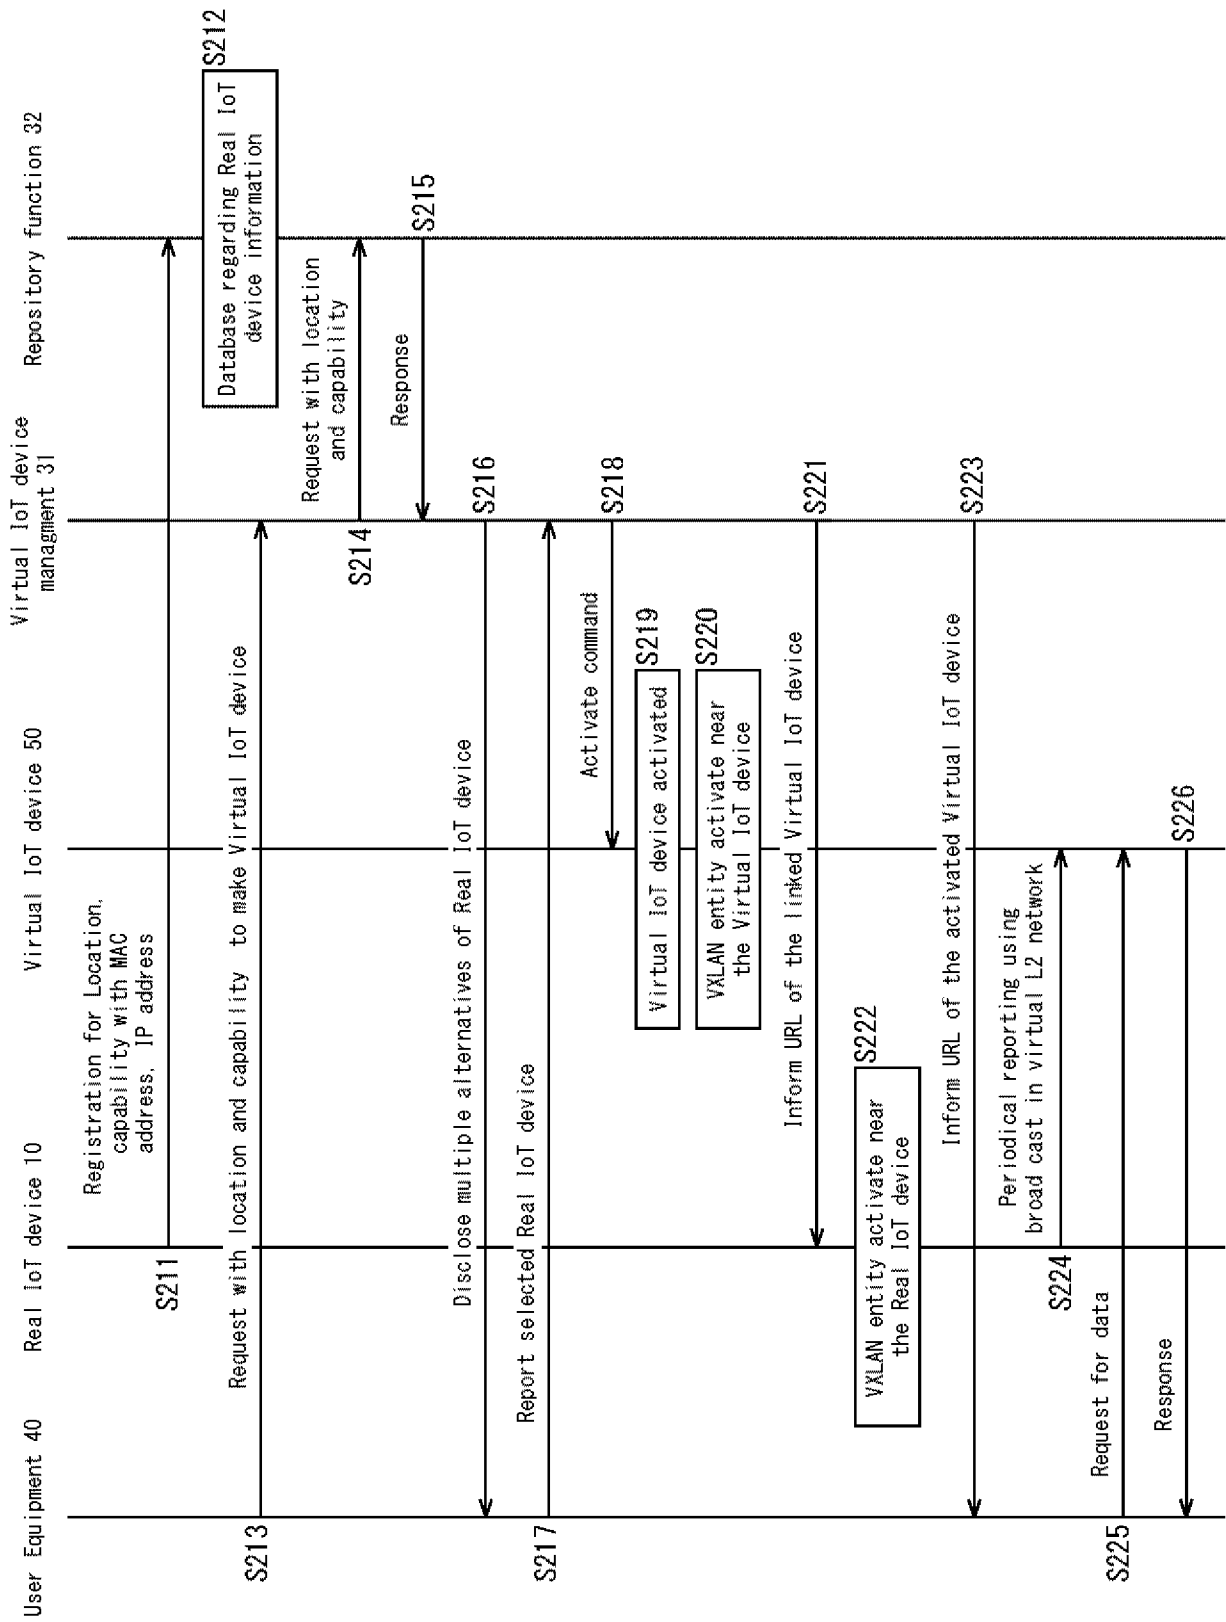 User Equipment 40
Real IoT device 10
Virtual IoT device 50
Virtual IoT device
managment 31
Repository function 32
Registration for Location,
capability with MAC
address, IP address
S211
S212
Database regarding Real IoT
device information
S213
Request with location and capability to make Virtual IoT device
S214
Request with location
and capability
S215
Response
S216
Disclose multiple alternatives of Real IoT device
S217
Report selected Real IoT device
S218
Activate command
S219
Virtual IoT device activated
S220
VXLAN entity activate near
the Virtual IoT device
S221
Inform URL of the linked Virtual IoT device
S222
VXLAN entity activate near
the Real IoT device
S223
Inform URL of the activated Virtual IoT device
S224
Periodical reporting using
broad cast in virtual L2 network
S225
Request for data
S226
Response